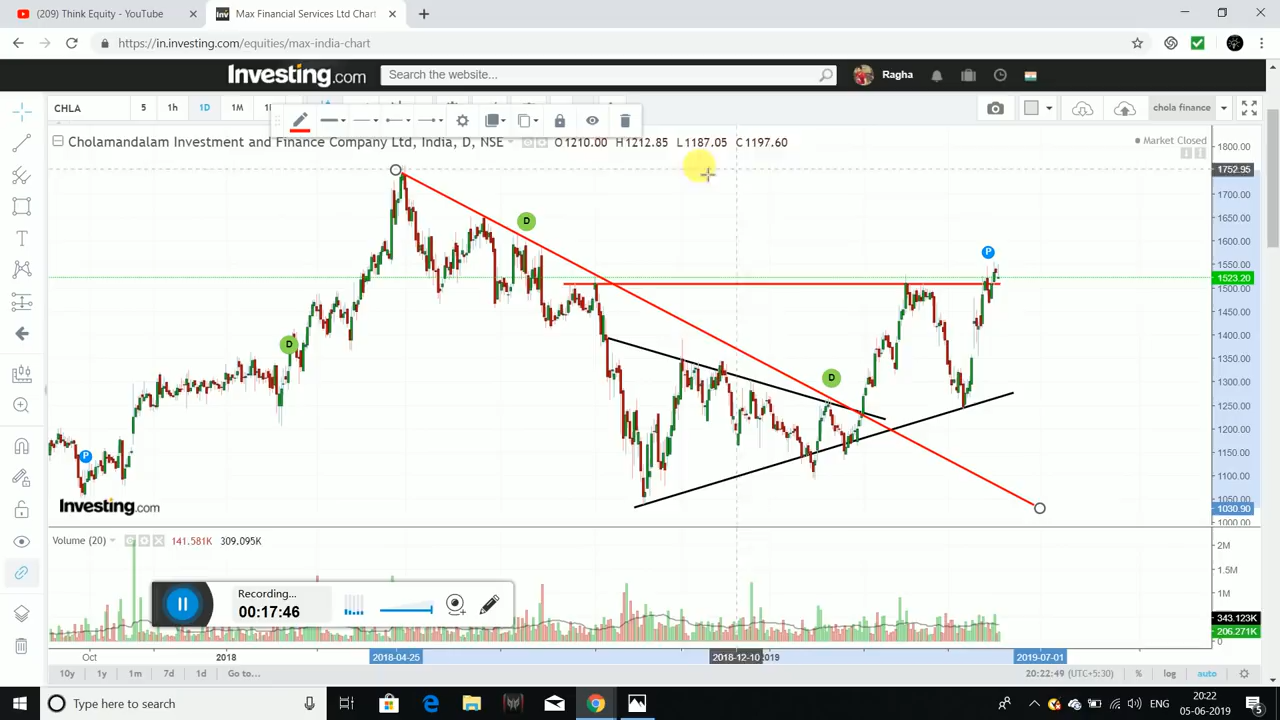 (209) Think Equity - YouTube
Max Financial Services Ltd Chart
https://in.investing.com/equities/max-india-chart
Investing.com
Search the website...
Ragha
CHLA
5
1h
1D
1M
chola finance
Cholamandalam Investment and Finance Company Ltd, India, D, NSE
O1210.00 H1212.85 L1187.05 C1197.60
Market Closed
1800.00
1752.95
1700.00
1650.00
1600.00
1550.00
1523.20
1500.00
1450.00
1400.00
1350.00
1300.00
1250.00
1200.00
1150.00
1100.00
1050.00
1030.90
1000.00
D
D
D
P
P
Investing.com
Volume (20)
141.581K 309.095K
2M
1.5M
1M
343.123K
206.271K
Recording...
00:17:46
Oct
2018
2018-04-25
2018-12-10
2019
2019-07-01
10y
1y
1m
7d
1d
Go to...
20:22:49 (UTC+5:30)
%
log
auto
Type here to search
ENG
20:22
05-06-2019
5